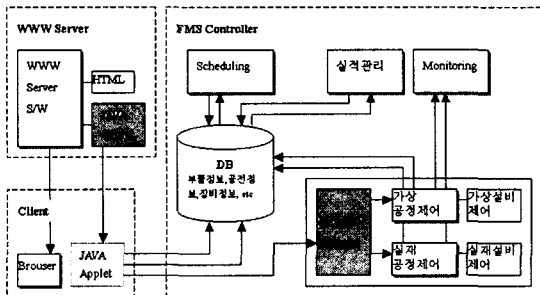 WWW Server
WWW
Server
S/W
HTML
FMS Controller
Scheduling
실적관리
Monitoring
DB
부품정보,공정정
보,장비정보, etc
Client
Brouser
JAVA
Applet
가상
공정제어
가상설비
제어
실재
공정제어
실재설비
제어